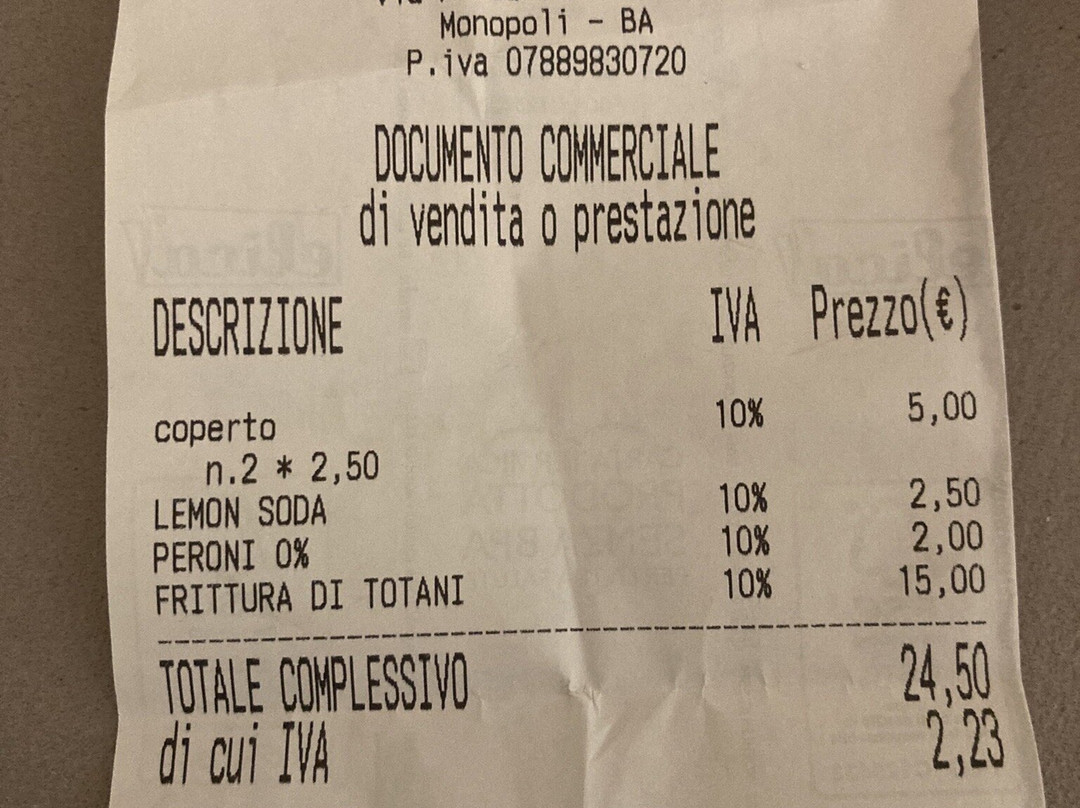 Monopoli - BA
P.iva 07889830720
DOCUMENTO COMMERCIALE
di vendita o prestazione
DESCRIZIONE IVA Prezzo(€)
coperto 10% 5,00
n.2 * 2,50
LEMON SODA 10% 2,50
PERONI 0% 10% 2,00
FRITTURA DI TOTANI 10% 15,00
TOTALE COMPLESSIVO 24,50
di cui IVA 2,23